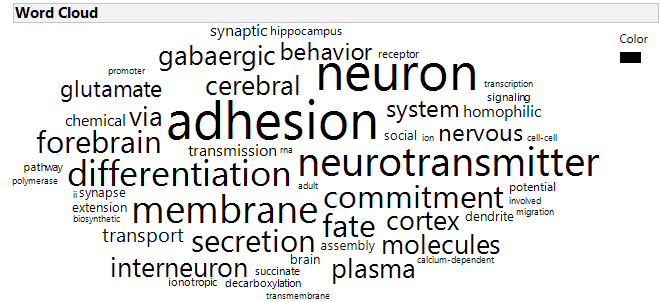 Word Cloud
Color
synaptic hippocampus
gabaergic behavior receptor
promoter
neuron
glutamate cerebral transcription
signaling
chemical via adhesion system homophilic
forebrain social ion nervous cell-cell
transmission rna
pathway differentiation neurotransmitter
polymerase
ii synapse adult commitment potential
extension membrane involved
biosynthetic fate cortex dendrite migration
transport secretion assembly molecules
brain calcium-dependent
interneuron succinate plasma
ionotropic decarboxylation
transmembrane